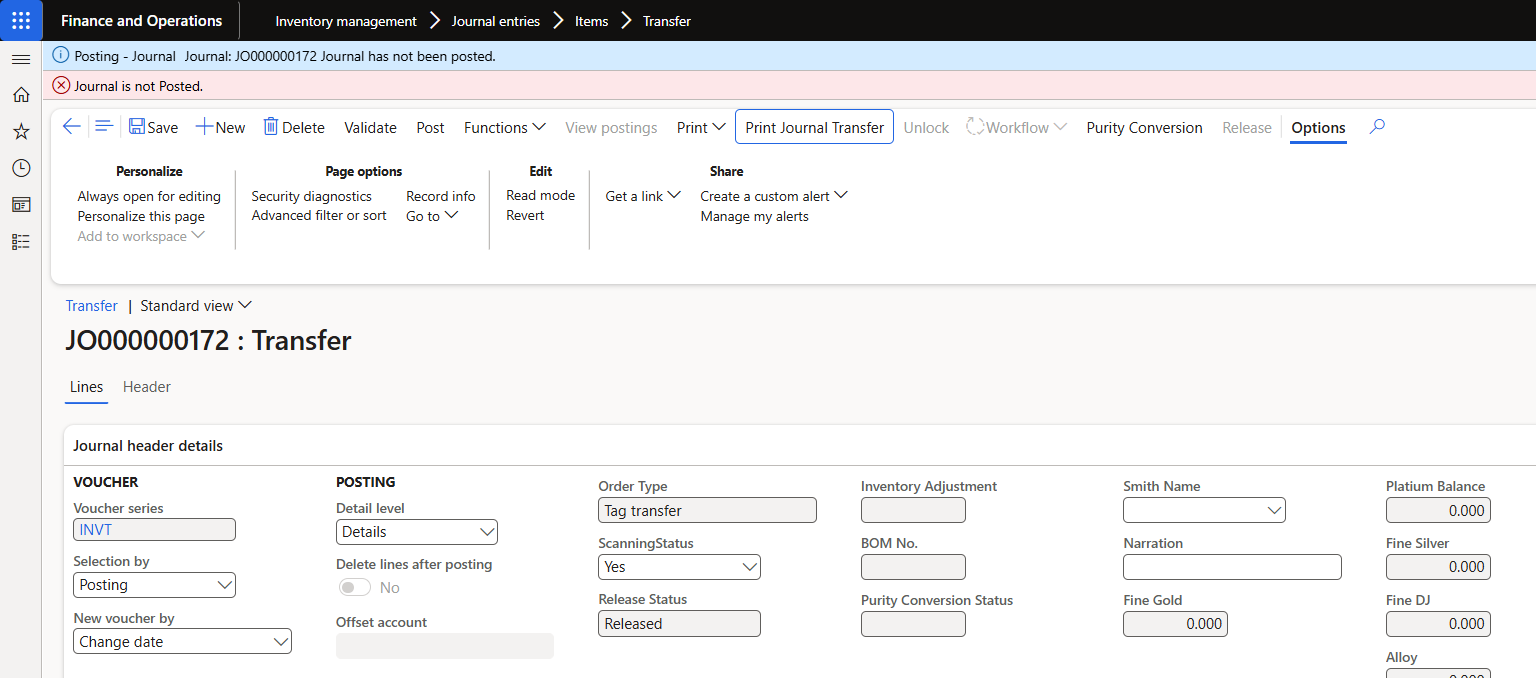 Finance and Operations
Inventory management Journal entries Items Transfer
Posting - Journal Journal: JO000000172 Journal has not been posted.
Journal is not Posted.
Save New Delete Validate Post Functions View postings Print Print Journal Transfer Unlock Workflow Purity Conversion Release Options
Personalize
Always open for editing
Personalize this page
Add to workspace
Page options
Security diagnostics
Advanced filter or sort
Record info
Go to
Edit
Read mode
Revert
Share
Get a link
Create a custom alert
Manage my alerts
Transfer | Standard view
JO000000172 : Transfer
Lines Header
Journal header details
VOUCHER
Voucher series
INVT
Selection by
Posting
New voucher by
Change date
POSTING
Detail level
Details
Delete lines after posting
No
Offset account
Order Type
Tag transfer
ScanningStatus
Yes
Release Status
Released
Inventory Adjustment
BOM No.
Purity Conversion Status
Smith Name
Narration
Fine Gold
0.000
Platium Balance
0.000
Fine Silver
0.000
Fine DJ
0.000
Alloy